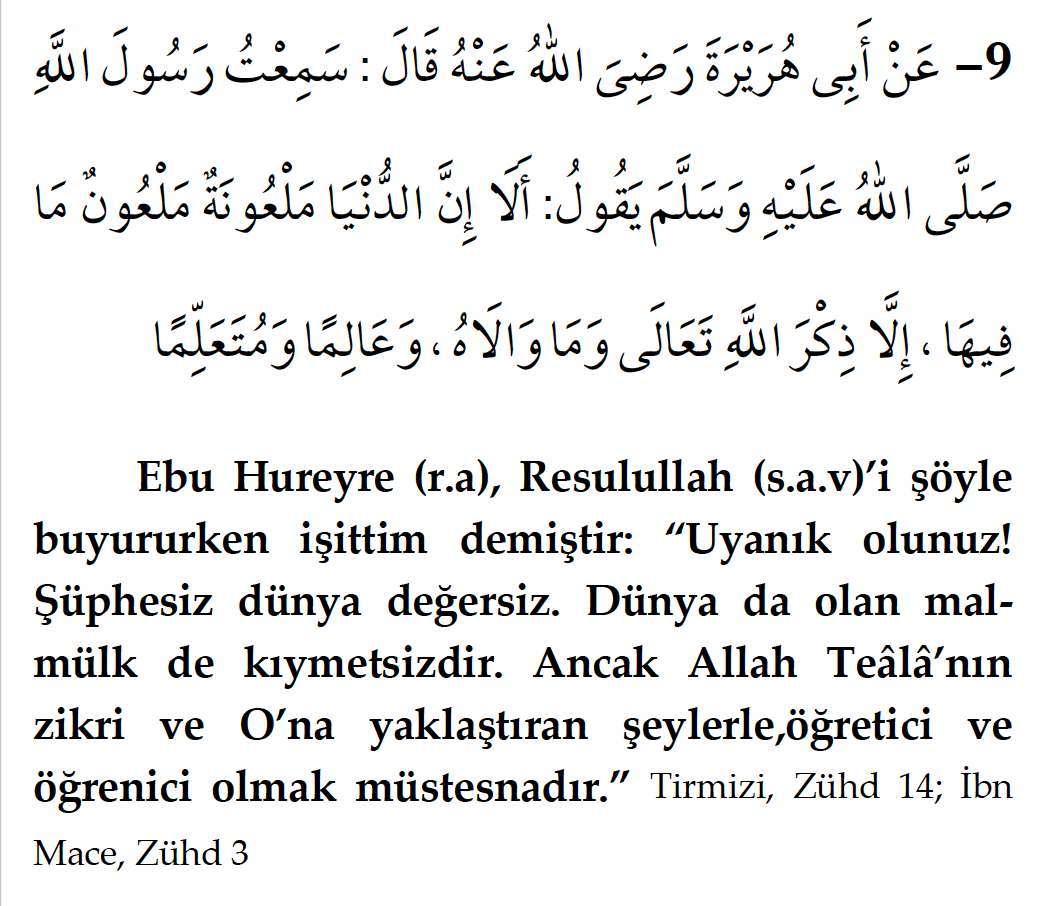 9– عَنْ أَبِى هُرَيْرَةَ رَضِىَ اللهُ عَنْهُ قَالَ : سَمِعْتُ رَسُولَ اللَّهِ
صَلَّى اللهُ عَلَيْهِ وَسَلَّمَ يَقُولُ: أَلَا إِنَّ الدُّنْيَا مَلْعُونَةٌ مَلْعُونٌ مَا
فِيهَا ، إِلَّا ذِكْرَ اللَّهِ تَعَالَى وَمَا وَالَاهُ ، وَعَالِمًا وَمُتَعَلِّمًا
Ebu Hureyre (r.a), Resulullah (s.a.v)’i şöyle
buyururken işittim demiştir: “Uyanık olunuz!
Şüphesiz dünya değersiz. Dünya da olan mal-
mülk de kıymetsizdir. Ancak Allah Teâlâ’nın
zikri ve O’na yaklaştıran şeylerle,öğretici ve
öğrenici olmak müstesnadır.” Tirmizi, Zühd 14; İbn
Mace, Zühd 3